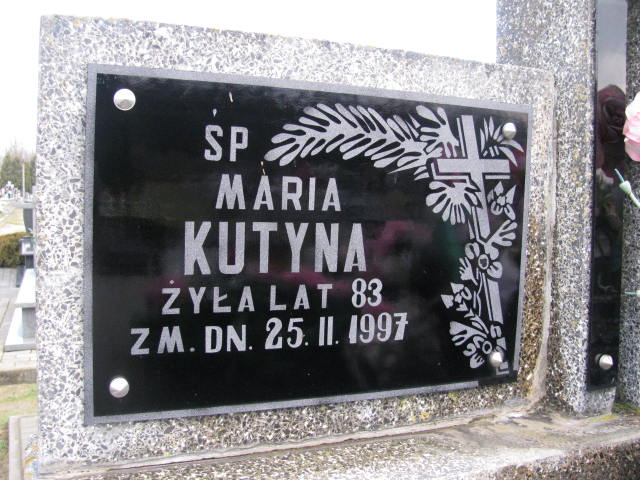 ŚP
MARIA
KUTYNA
ŻYŁA LAT 83
ZM. DN. 25. II. 1997